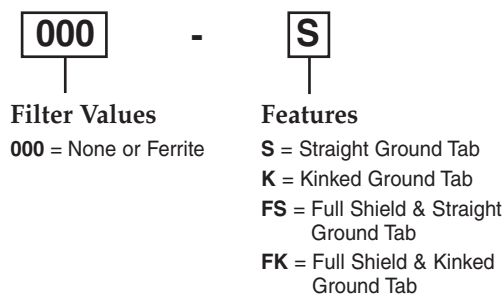 000 - S
Filter Values
000 = None or Ferrite
Features
S = Straight Ground Tab
K = Kinked Ground Tab
FS = Full Shield & Straight
Ground Tab
FK = Full Shield & Kinked
Ground Tab